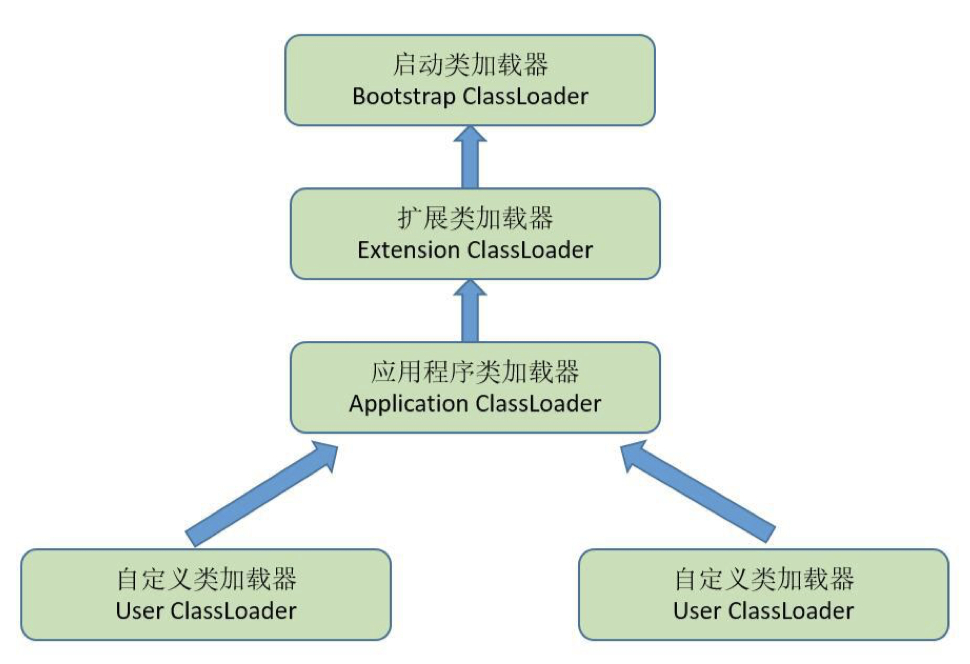 启动类加载器
Bootstrap ClassLoader
扩展类加载器
Extension ClassLoader
应用程序类加载器
Application ClassLoader
自定义类加载器
User ClassLoader
自定义类加载器
User ClassLoader